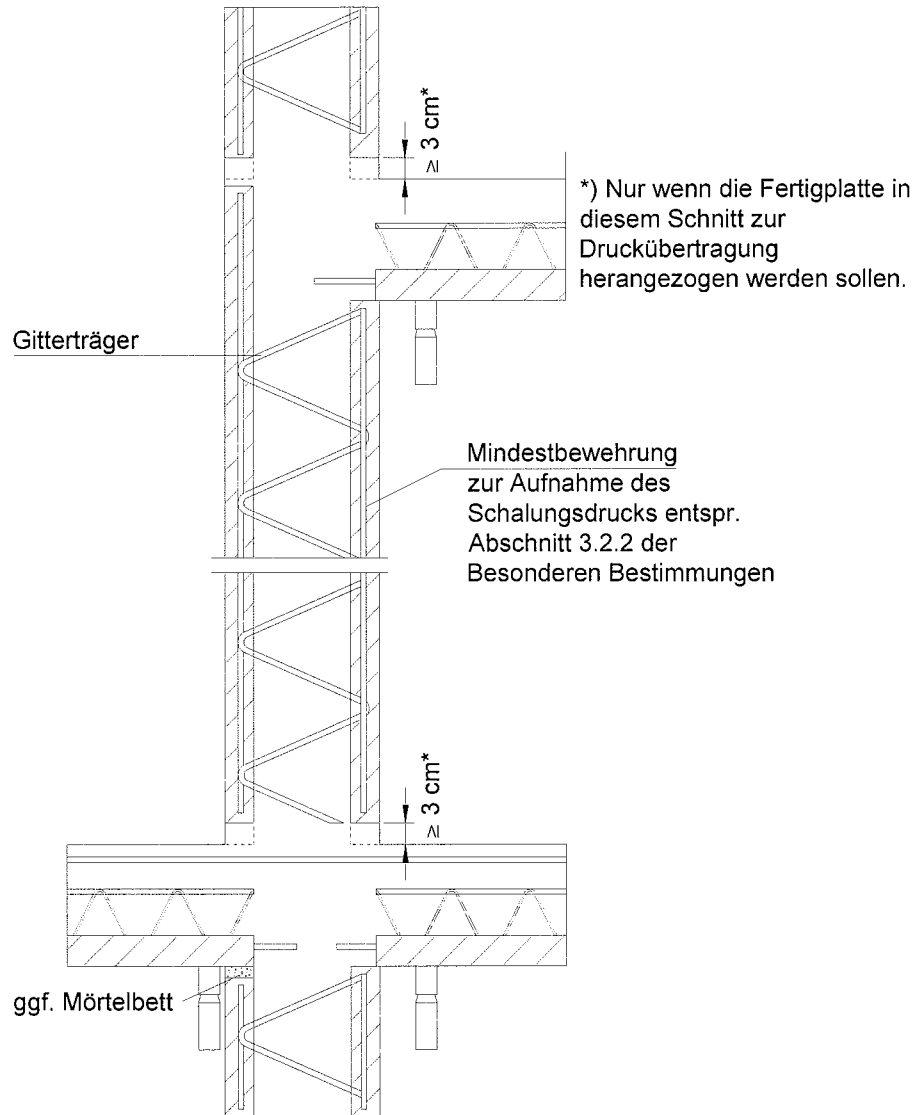 ≥ 3 cm*
*) Nur wenn die Fertigplatte in
diesem Schnitt zur
Druckübertragung
herangezogen werden sollen.
Gitterträger
Mindestbewehrung
zur Aufnahme des
Schalungsdrucks entspr.
Abschnitt 3.2.2 der
Besonderen Bestimmungen
≥ 3 cm*
ggf. Mörtelbett